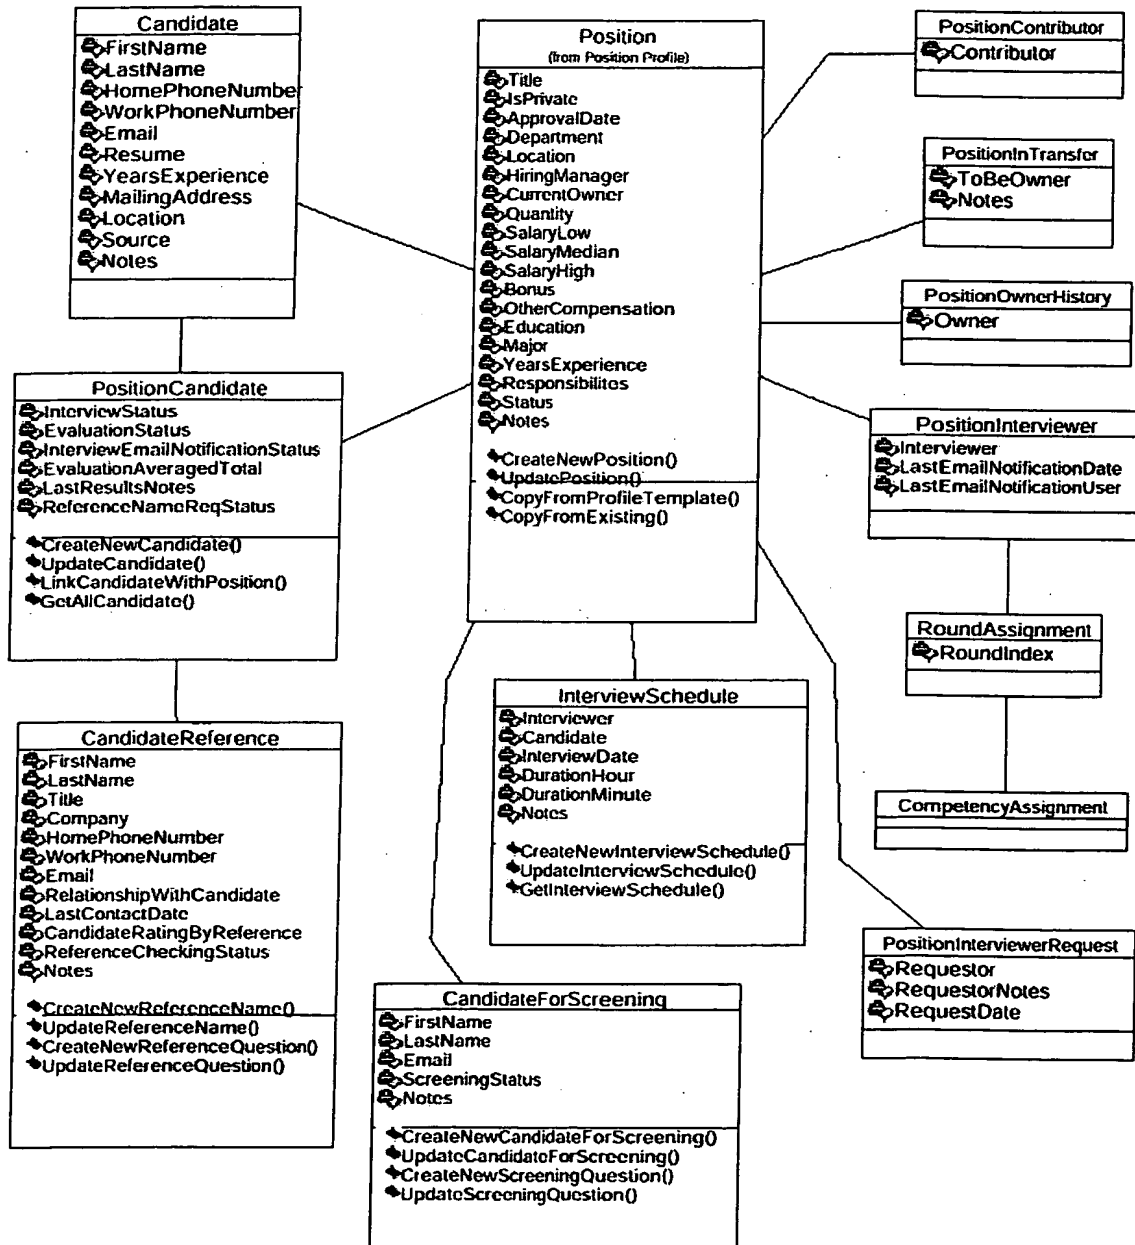 Candidate
FirstName
LastName
HomePhoneNumber
WorkPhoneNumber
Email
Resume
YearsExperience
MailingAddress
Location
Source
Notes
Position
(from Position Profile)
Title
IsPrivate
ApprovalDate
Department
Location
HiringManager
CurrentOwner
Quantity
SalaryLow
SalaryMedian
SalaryHigh
Bonus
OtherCompensation
Education
Major
YearsExperience
Responsibilites
Status
Notes
CreateNewPosition()
UpdatePosition()
CopyFromProfileTemplate()
CopyFromExisting()
PositionContributor
Contributor
PositionInTransfer
ToBeOwner
Notes
PositionOwnerHistory
Owner
PositionInterviewer
Interviewer
LastEmailNotificationDate
LastEmailNotificationUser
RoundAssignment
RoundIndex
CompetencyAssignment
PositionInterviewerRequest
Requestor
RequestorNotes
RequestDate
PositionCandidate
InterviewStatus
EvaluationStatus
InterviewEmailNotificationStatus
EvaluationAveragedTotal
LastResultsNotes
ReferenceNameReqStatus
CreateNewCandidate()
UpdateCandidate()
LinkCandidateWithPosition()
GetAllCandidate()
CandidateReference
FirstName
LastName
Title
Company
HomePhoneNumber
WorkPhoneNumber
Email
RelationshipWithCandidate
LastContactDate
CandidateRatingByReference
ReferenceCheckingStatus
Notes
CreateNewReferenceName()
UpdateReferenceName()
CreateNewReferenceQuestion()
UpdateReferenceQuestion()
InterviewSchedule
Interviewer
Candidate
InterviewDate
DurationHour
DurationMinute
Notes
CreateNewInterviewSchedule()
UpdateInterviewSchedule()
GetInterviewSchedule()
CandidateForScreening
FirstName
LastName
Email
ScreeningStatus
Notes
CreateNewCandidateForScreening()
UpdateCandidateForScreening()
CreateNewScreeningQuestion()
UpdateScreeningQuestion()